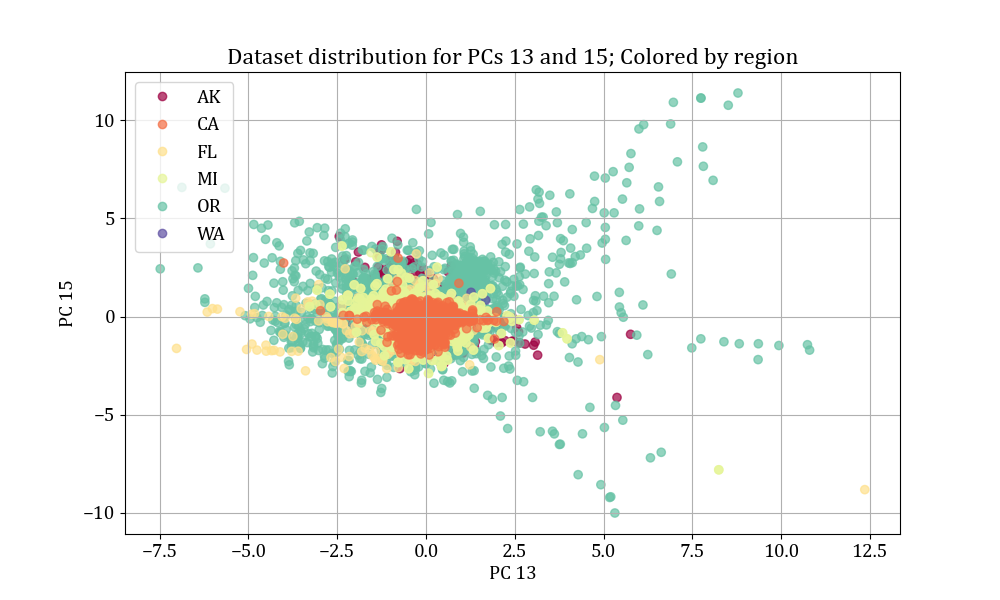 Dataset distribution for PCs 13 and 15; Colored by region
AK
CA
FL
MI
OR
WA
10
5
0
−5
−10
PC 15
−7.5 −5.0 −2.5 0.0 2.5 5.0 7.5 10.0 12.5
PC 13